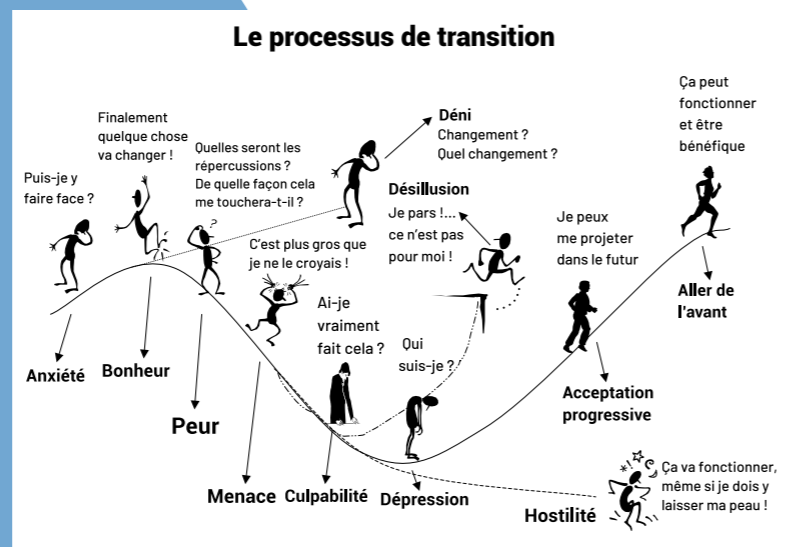 Le processus de transition
Puis-je y
faire face ?
Anxiété
Finalement
quelque chose
va changer !
Bonheur
Quelles seront les
répercussions ?
De quelle façon cela
me touchera-t-il ?
?
Peur
Déni
Changement ?
Quel changement ?
C'est plus gros que
je ne le croyais !
Menace
Ai-je
vraiment
fait cela ?
Culpabilité
Désillusion
Je pars !...
ce n'est pas
pour moi !
Qui
suis-je ?
Dépression
Ça va fonctionner,
même si je dois y
laisser ma peau !
Hostilité
Je peux
me projeter
dans le futur
Acceptation
progressive
Ça peut
fonctionner
et être
bénéfique
Aller de
l'avant